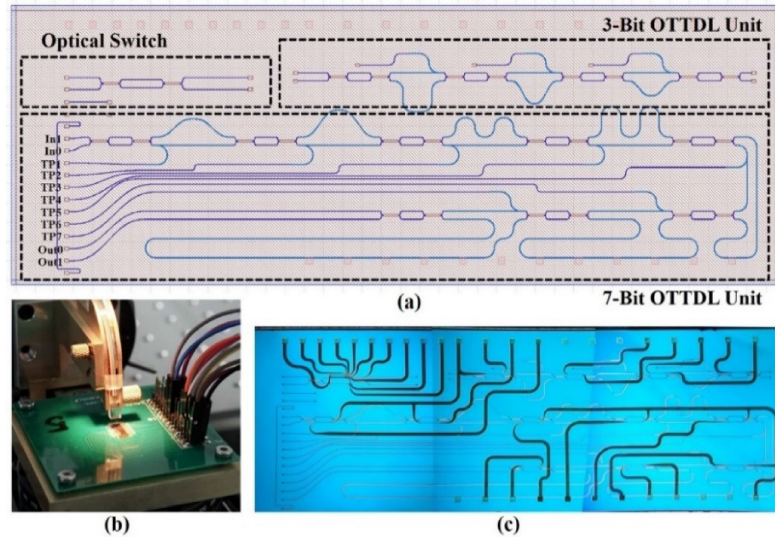 3-Bit OTTDL Unit
Optical Switch
In1
In0
TP1
TP2
TP3
TP4
TP5
TP6
TP7
Out0
Out1
(a)
7-Bit OTTDL Unit
5
(b)
(c)